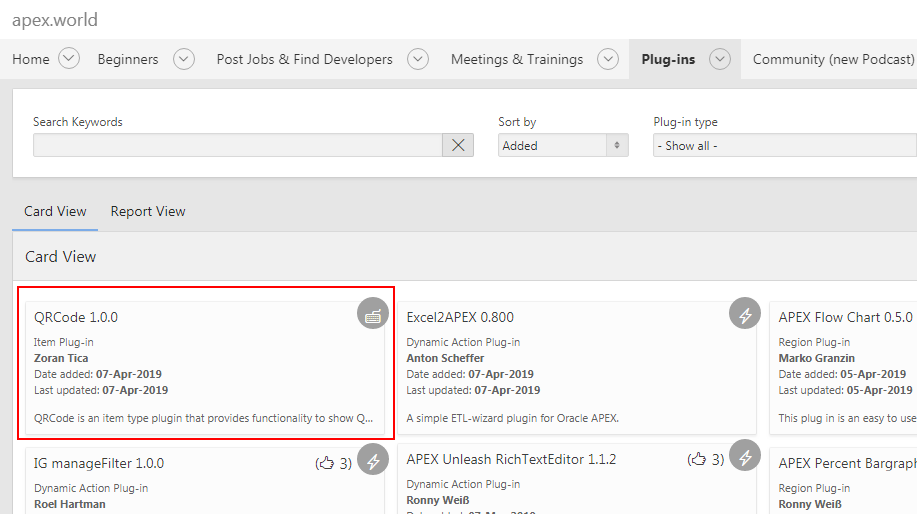 apex.world
Home Beginners Post Jobs & Find Developers Meetings & Trainings Plug-ins Community (new Podcast)
Search Keywords Sort by Plug-in type
Added - Show all -
Card View Report View
Card View
QRCode 1.0.0
Item Plug-in
Zoran Tica
Date added: 07-Apr-2019
Last updated: 07-Apr-2019
QRCode is an item type plugin that provides functionality to show Q...
Excel2APEX 0.800
Dynamic Action Plug-in
Anton Scheffer
Date added: 07-Apr-2019
Last updated: 07-Apr-2019
A simple ETL-wizard plugin for Oracle APEX.
APEX Flow Chart 0.5.0
Region Plug-in
Marko Granzin
Date added: 05-Apr-2019
Last updated: 05-Apr-2019
This plug in is an easy to use
IG manageFilter 1.0.0 ( 3)
Dynamic Action Plug-in
Roel Hartman
APEX Unleash RichTextEditor 1.1.2 ( 3)
Dynamic Action Plug-in
Ronny Weiß
APEX Percent Bargraph
Region Plug-in
Ronny Weiß